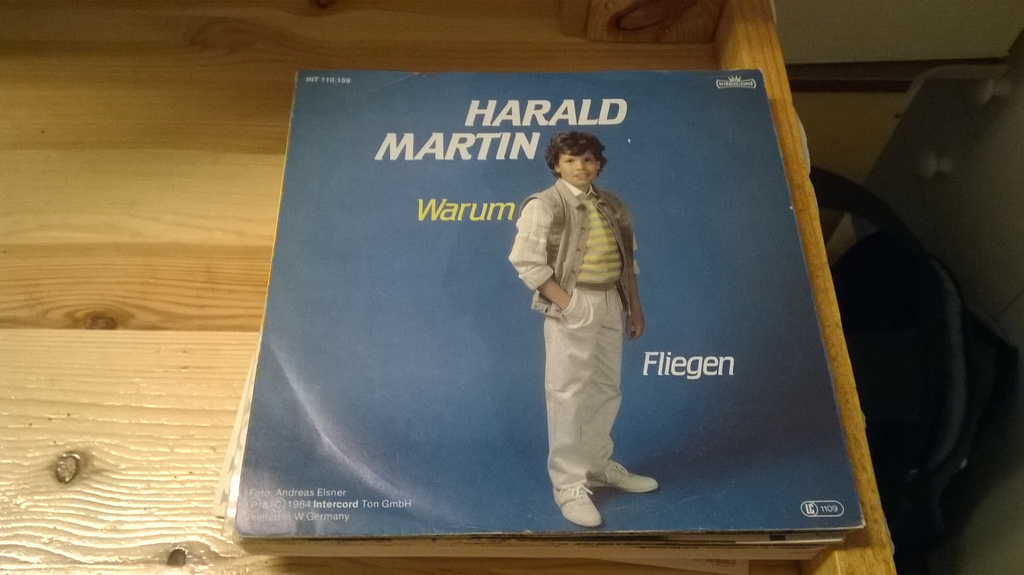 INT 110.159
intercord
HARALD
MARTIN
Warum
Fliegen
Foto: Andreas Elsner
Ⓟ & Ⓒ 1984 Intercord Ton GmbH
Printed in W. Germany
LC 1109